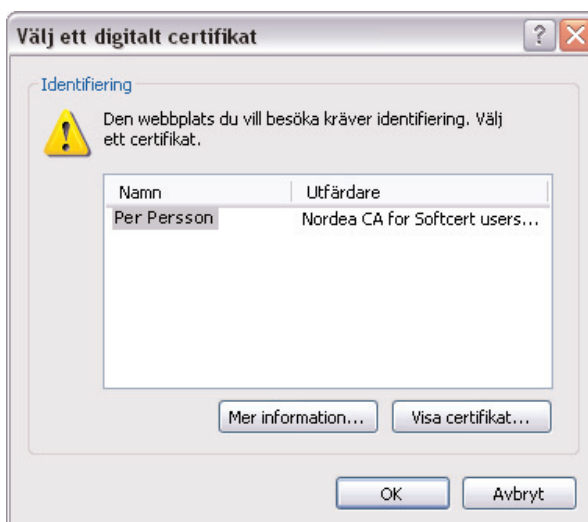 Välj ett digitalt certifikat
Identifiering
Den webbplats du vill besöka kräver identifiering. Välj
ett certifikat.
Namn Utfärdare
Per Persson Nordea CA for Softcert users...
Mer information... Visa certifikat...
OK Avbryt